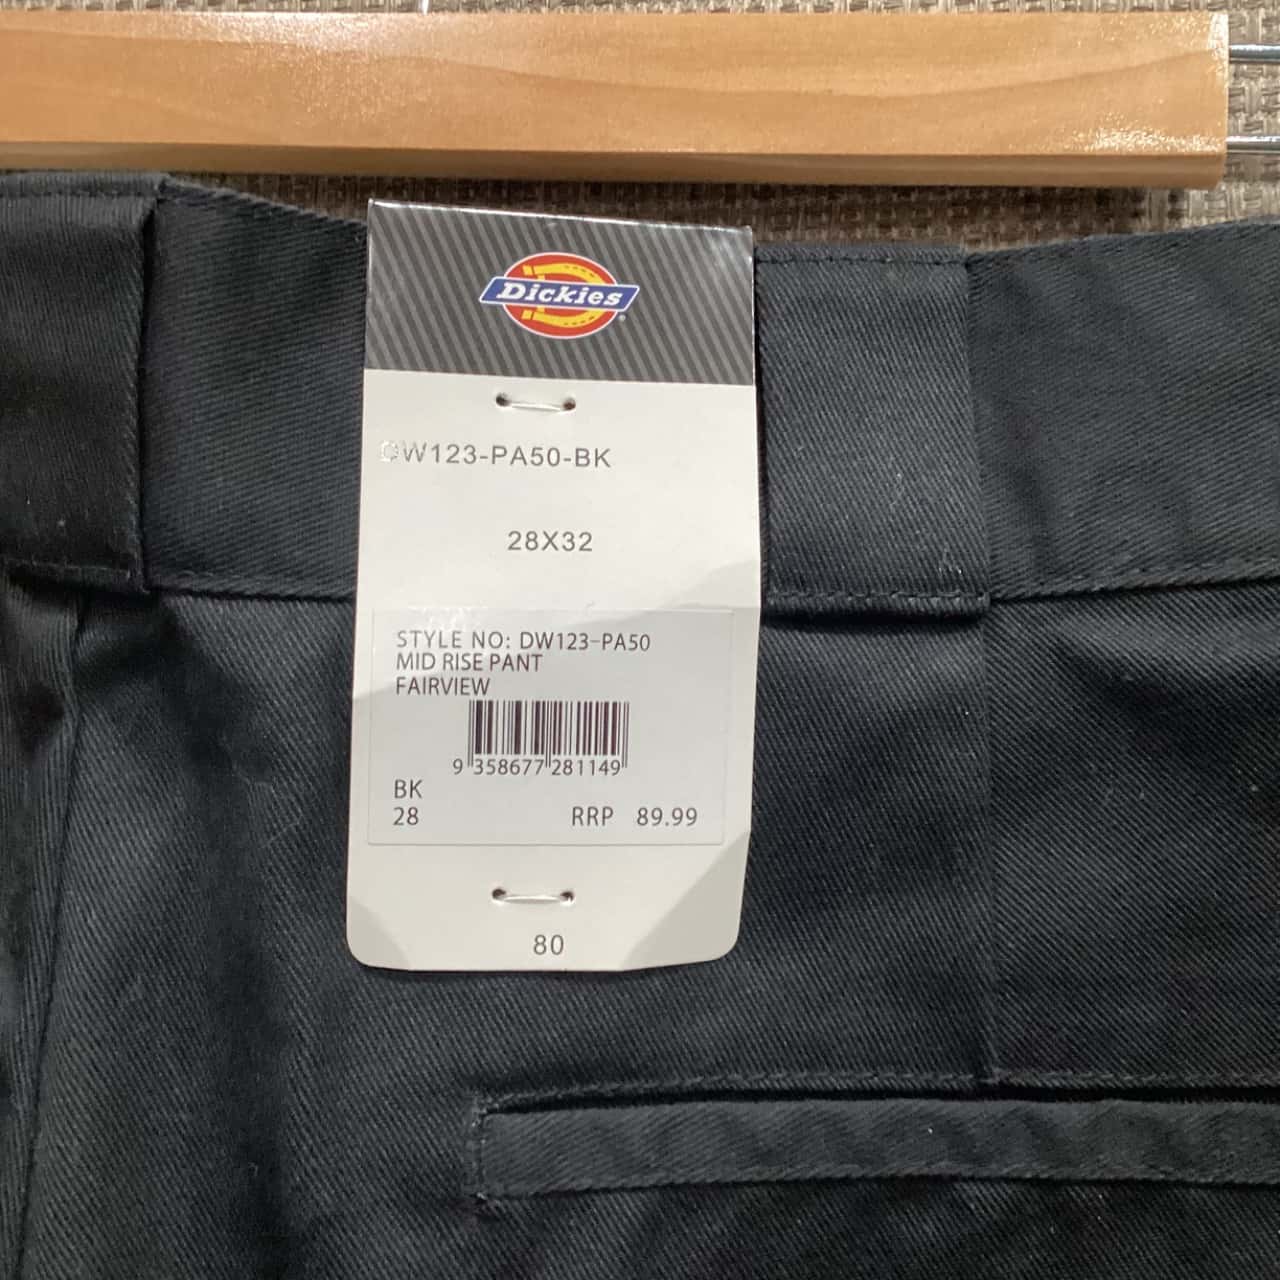 Dickies
DW123-PA50-BK
28X32
STYLE NO: DW123-PA50
MID RISE PANT
FAIRVIEW
9 358677 281149
BK
28 RRP 89.99
80